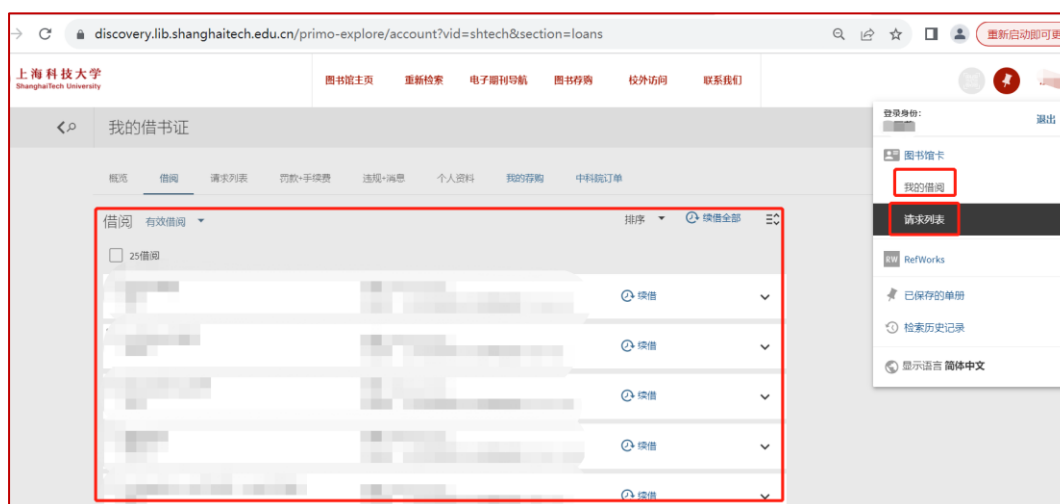 discovery.lib.shanghaitech.edu.cn/primo-explore/account?vid=shtech&section=loans
重新启动即可更
上海科技大学
ShanghaiTech University
图书馆主页 重新检索 电子期刊导航 图书荐购 校外访问 联系我们
登录身份:
退出
我的借书证
图书馆卡
我的借阅
请求列表
RW RefWorks
已保存的单册
检索历史记录
显示语言 简体中文
概览 借阅 请求列表 罚款+手续费 违规+消息 个人资料 我的荐购 中科院订单
借阅 有效借阅 排序 续借全部
25借阅
续借
续借
续借
续借
续借